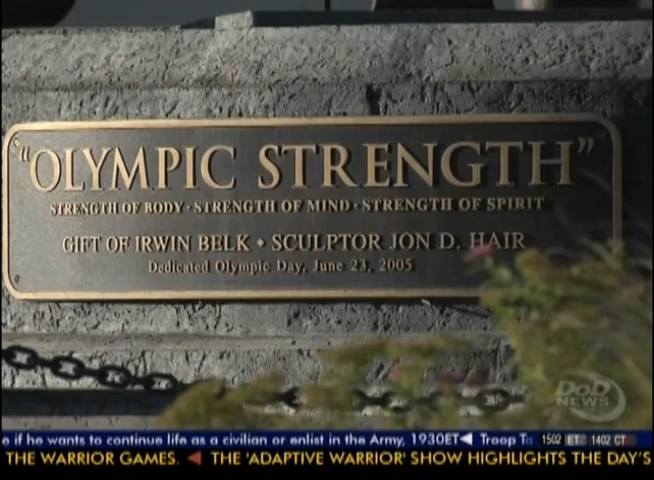 "OLYMPIC STRENGTH"
STRENGTH OF BODY · STRENGTH OF MIND · STRENGTH OF SPIRIT
GIFT OF IRWIN BELK • SCULPTOR JON D. HAIR
Dedicated Olympic Day, June 23, 2005
DoD
NEWS
e if he wants to continue life as a civilian or enlist in the Army, 1930ET ◀ Troop T 1502 ET 1402 CT
THE WARRIOR GAMES. ◀ THE 'ADAPTIVE WARRIOR' SHOW HIGHLIGHTS THE DAY'S